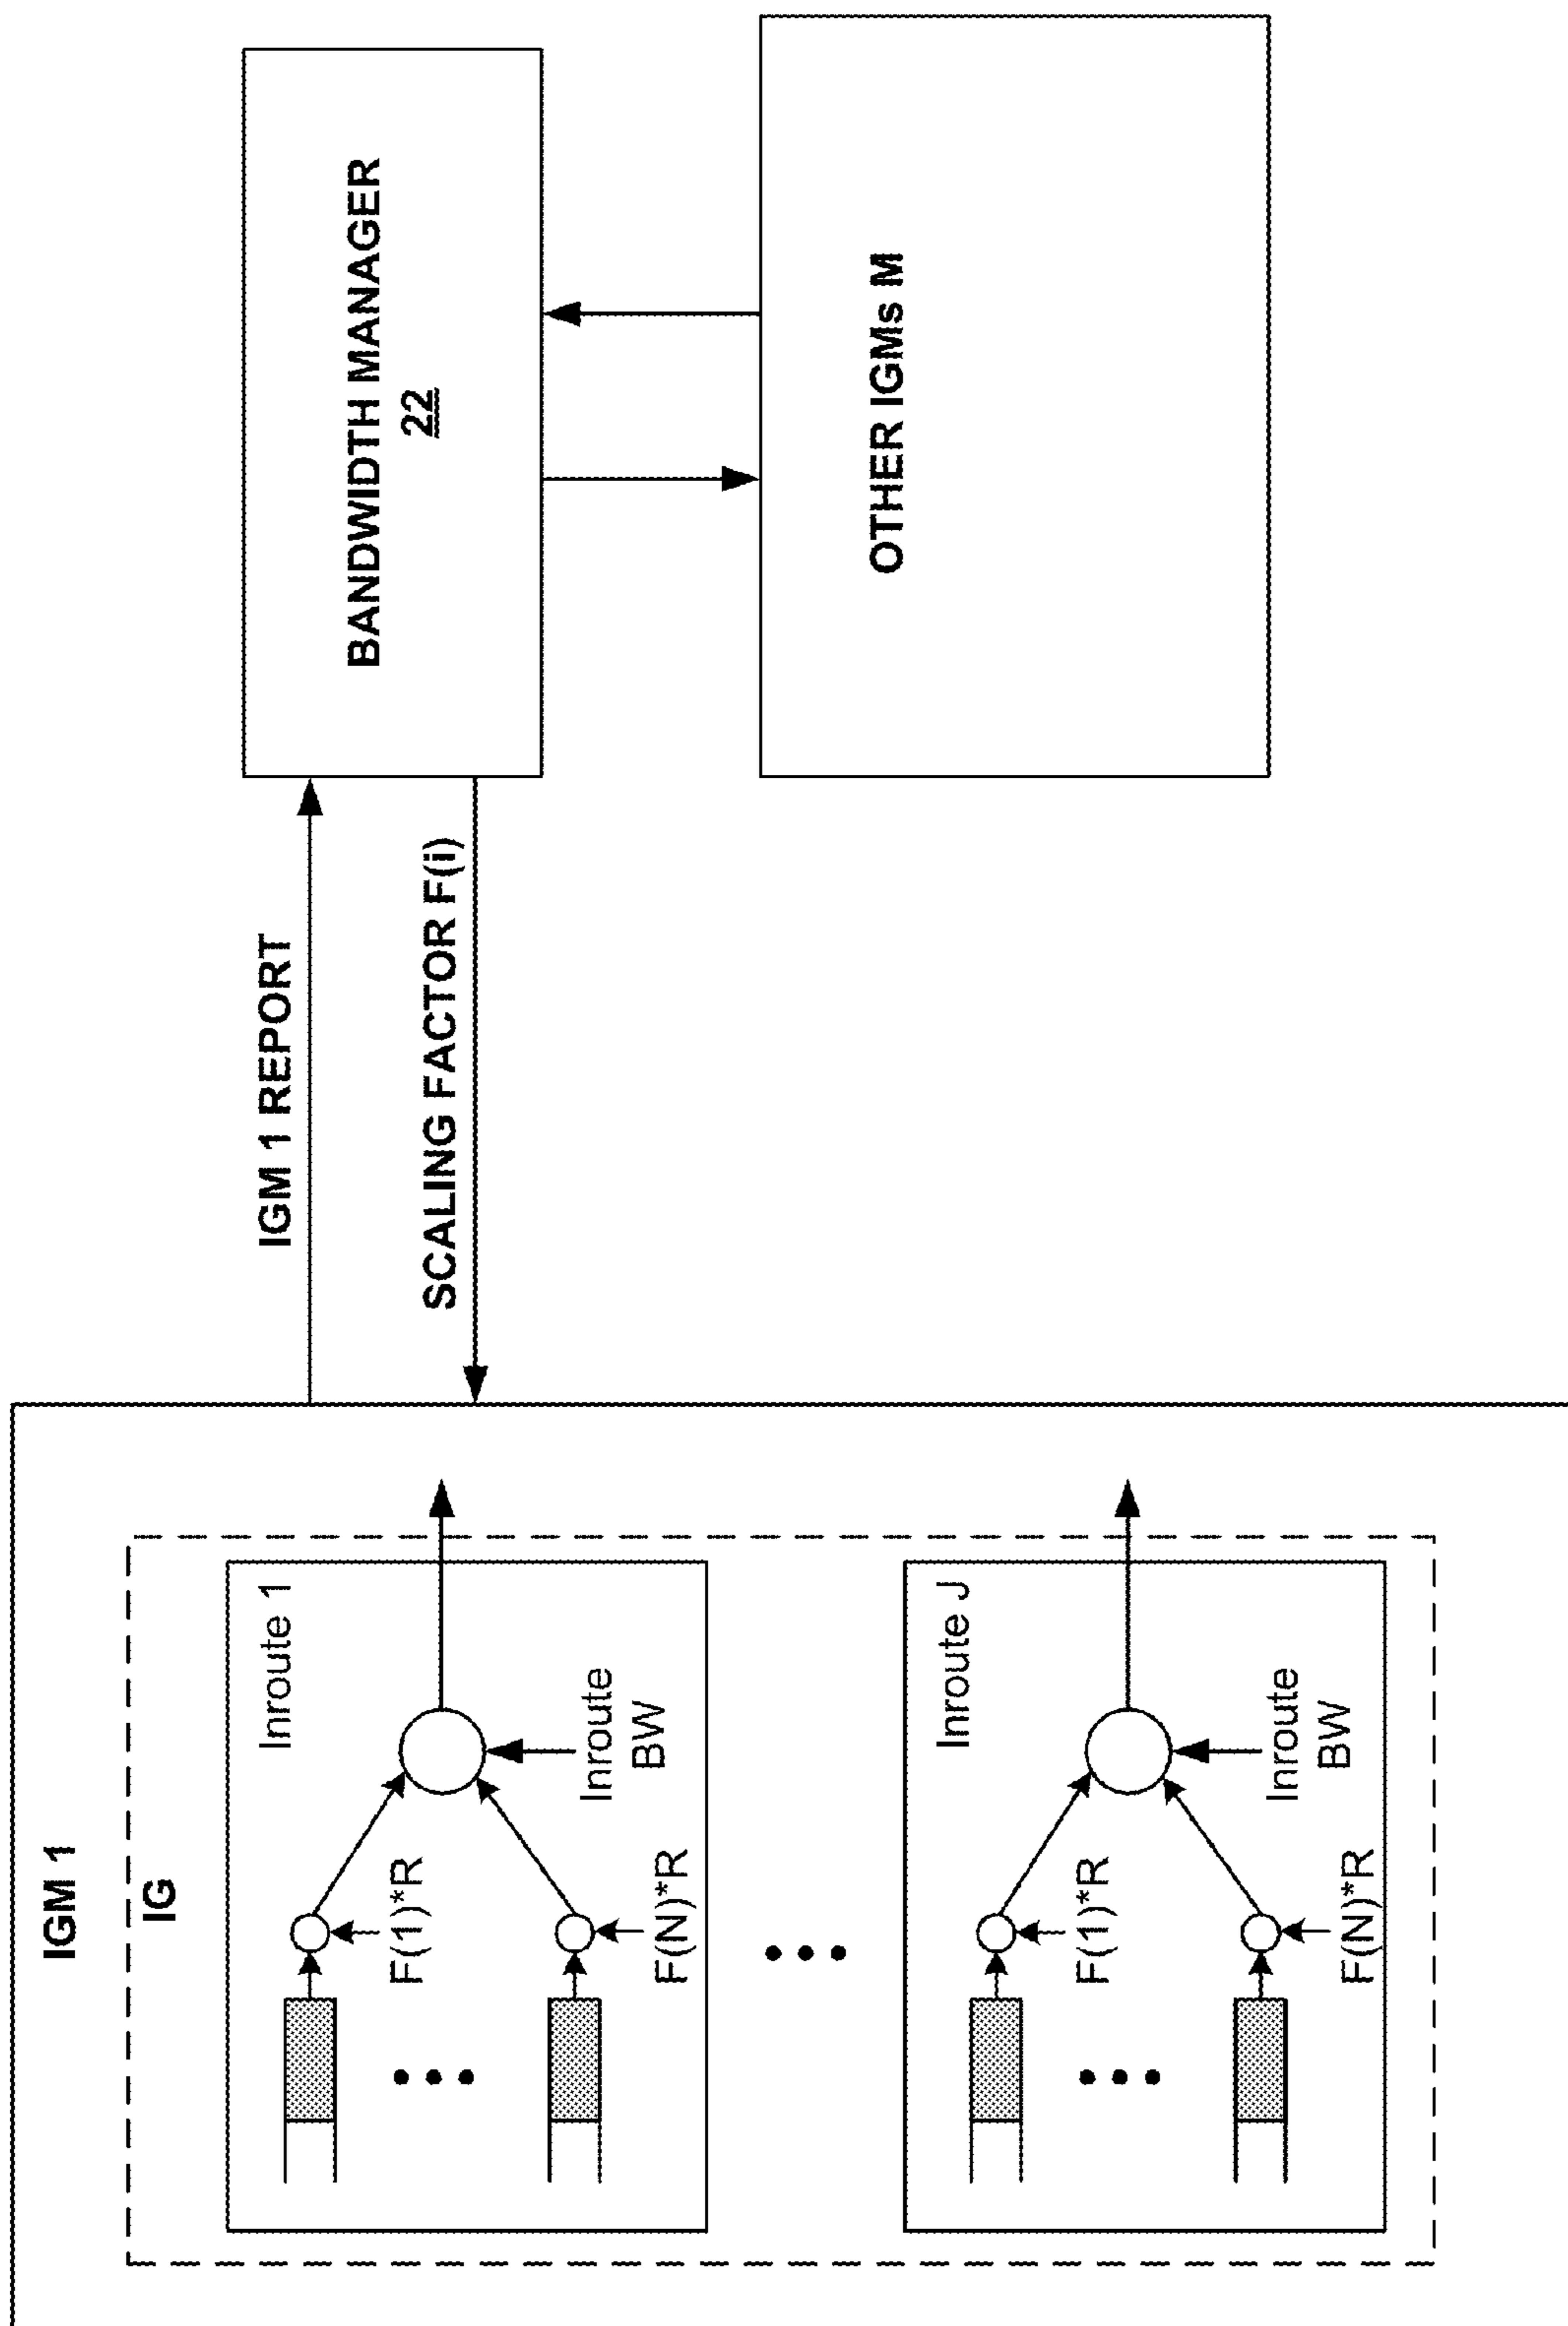 IGM 1
IG
Inroute 1
F(1)*R
F(N)*R
Inroute
BW
Inroute J
F(1)*R
F(N)*R
Inroute
BW
IGM 1 REPORT
SCALING FACTOR F(i)
BANDWIDTH MANAGER
22
OTHER IGMs M